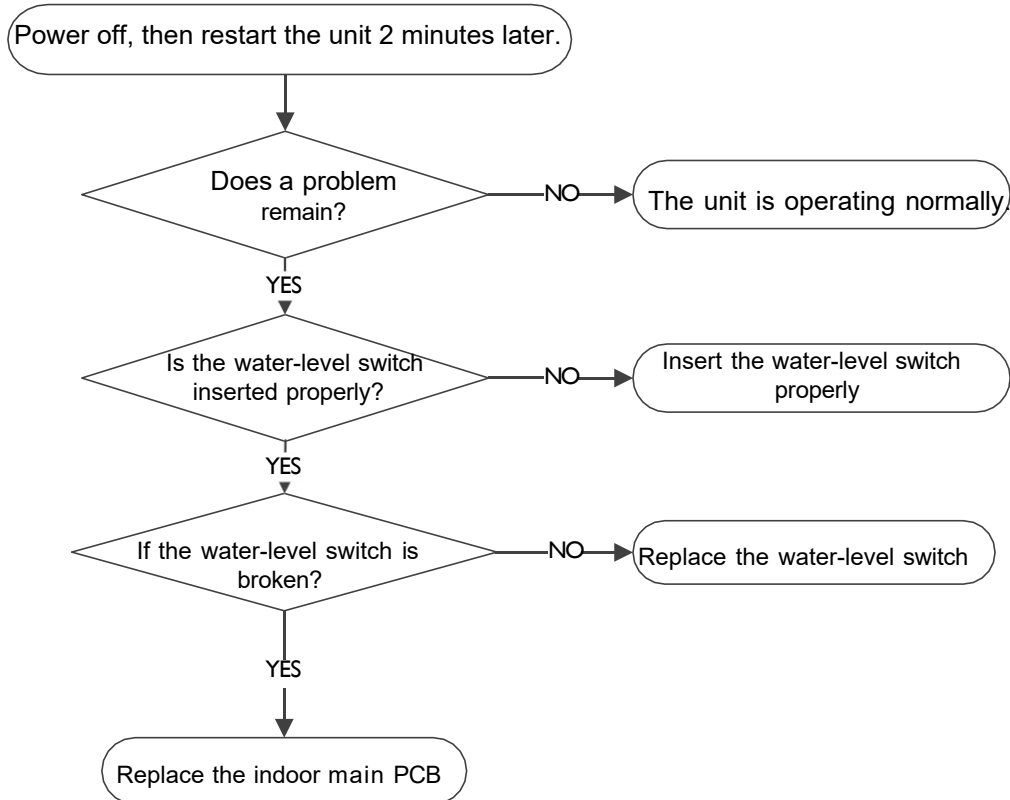 Power off, then restart the unit 2 minutes later.
Does a problem
remain?
NO
The unit is operating normally.
YES
Is the water-level switch
inserted properly?
NO
Insert the water-level switch
properly
YES
If the water-level switch is
broken?
NO
Replace the water-level switch
YES
Replace the indoor main PCB